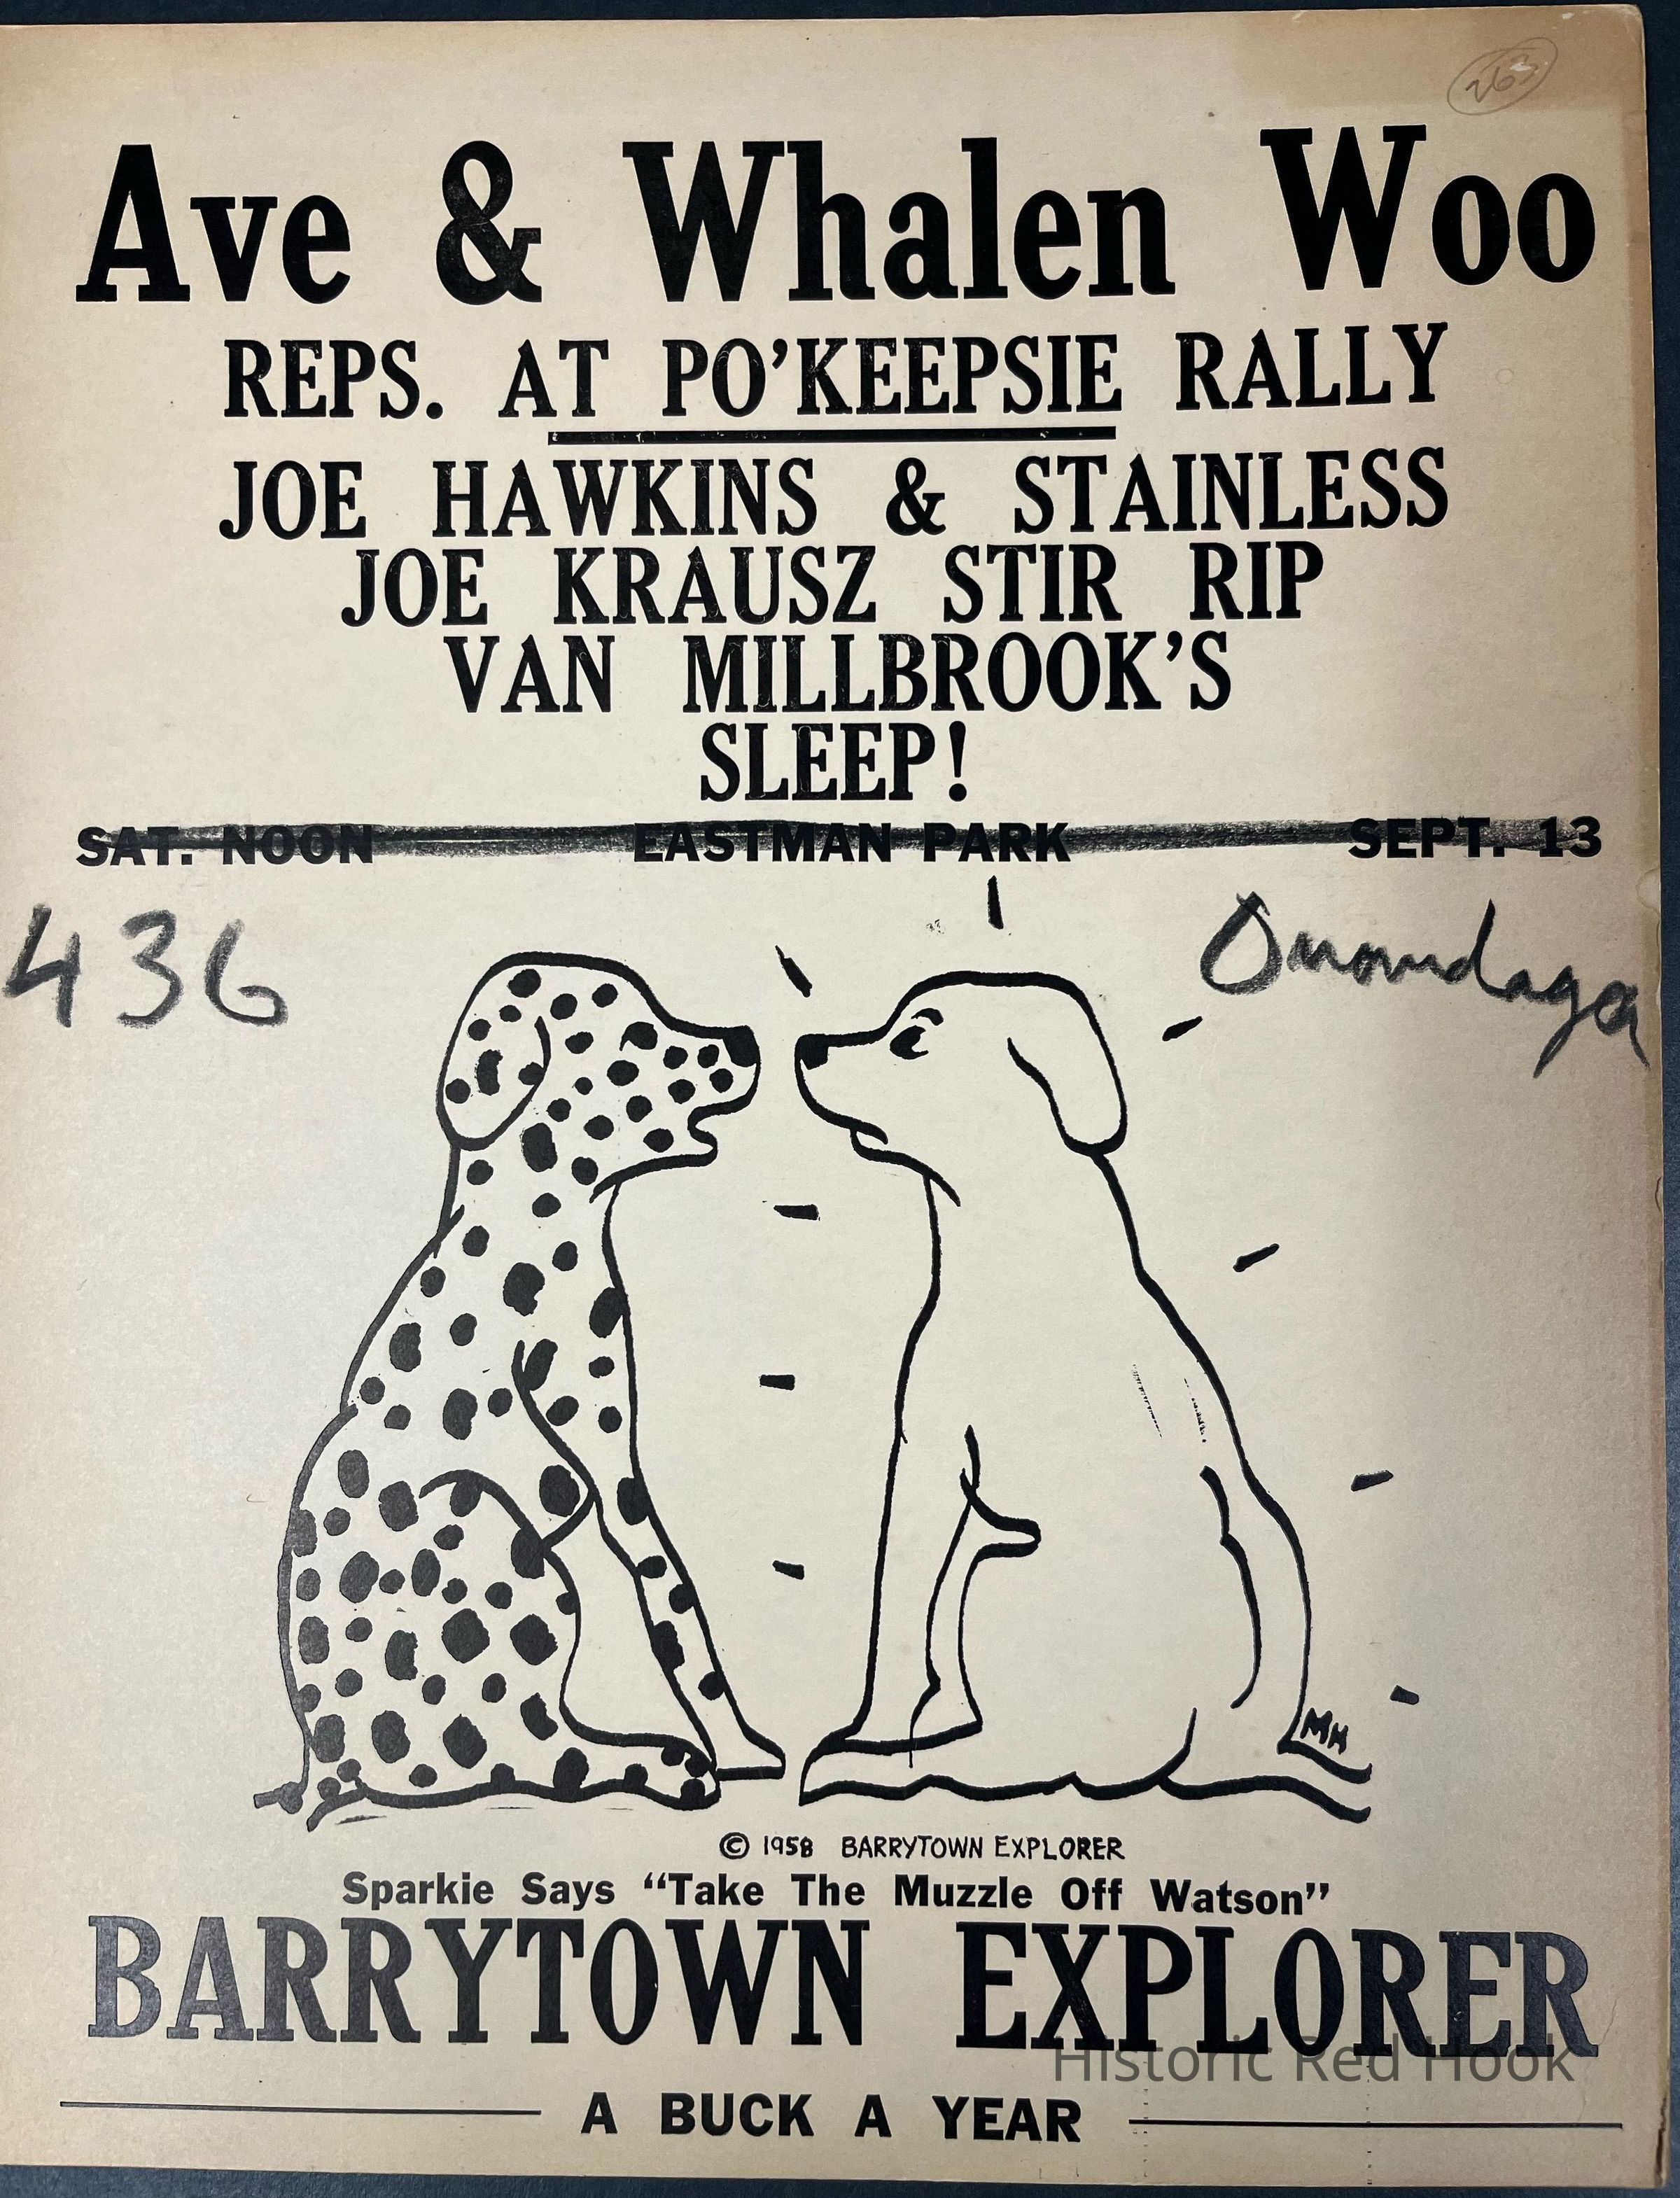 263
Ave & Whalen Woo
REPS. AT PO'KEEPSIE RALLY
JOE HAWKINS & STAINLESS
JOE KRAUSZ STIR RIP
VAN MILLBROOK'S
SLEEP!
SAT. NOON EASTMAN PARK SEPT. 13
436 Onondaga
MH
© 1958 BARRYTOWN EXPLORER
Sparkie Says "Take The Muzzle Off Watson"
BARRYTOWN EXPLORER
Historic Red Hook
A BUCK A YEAR